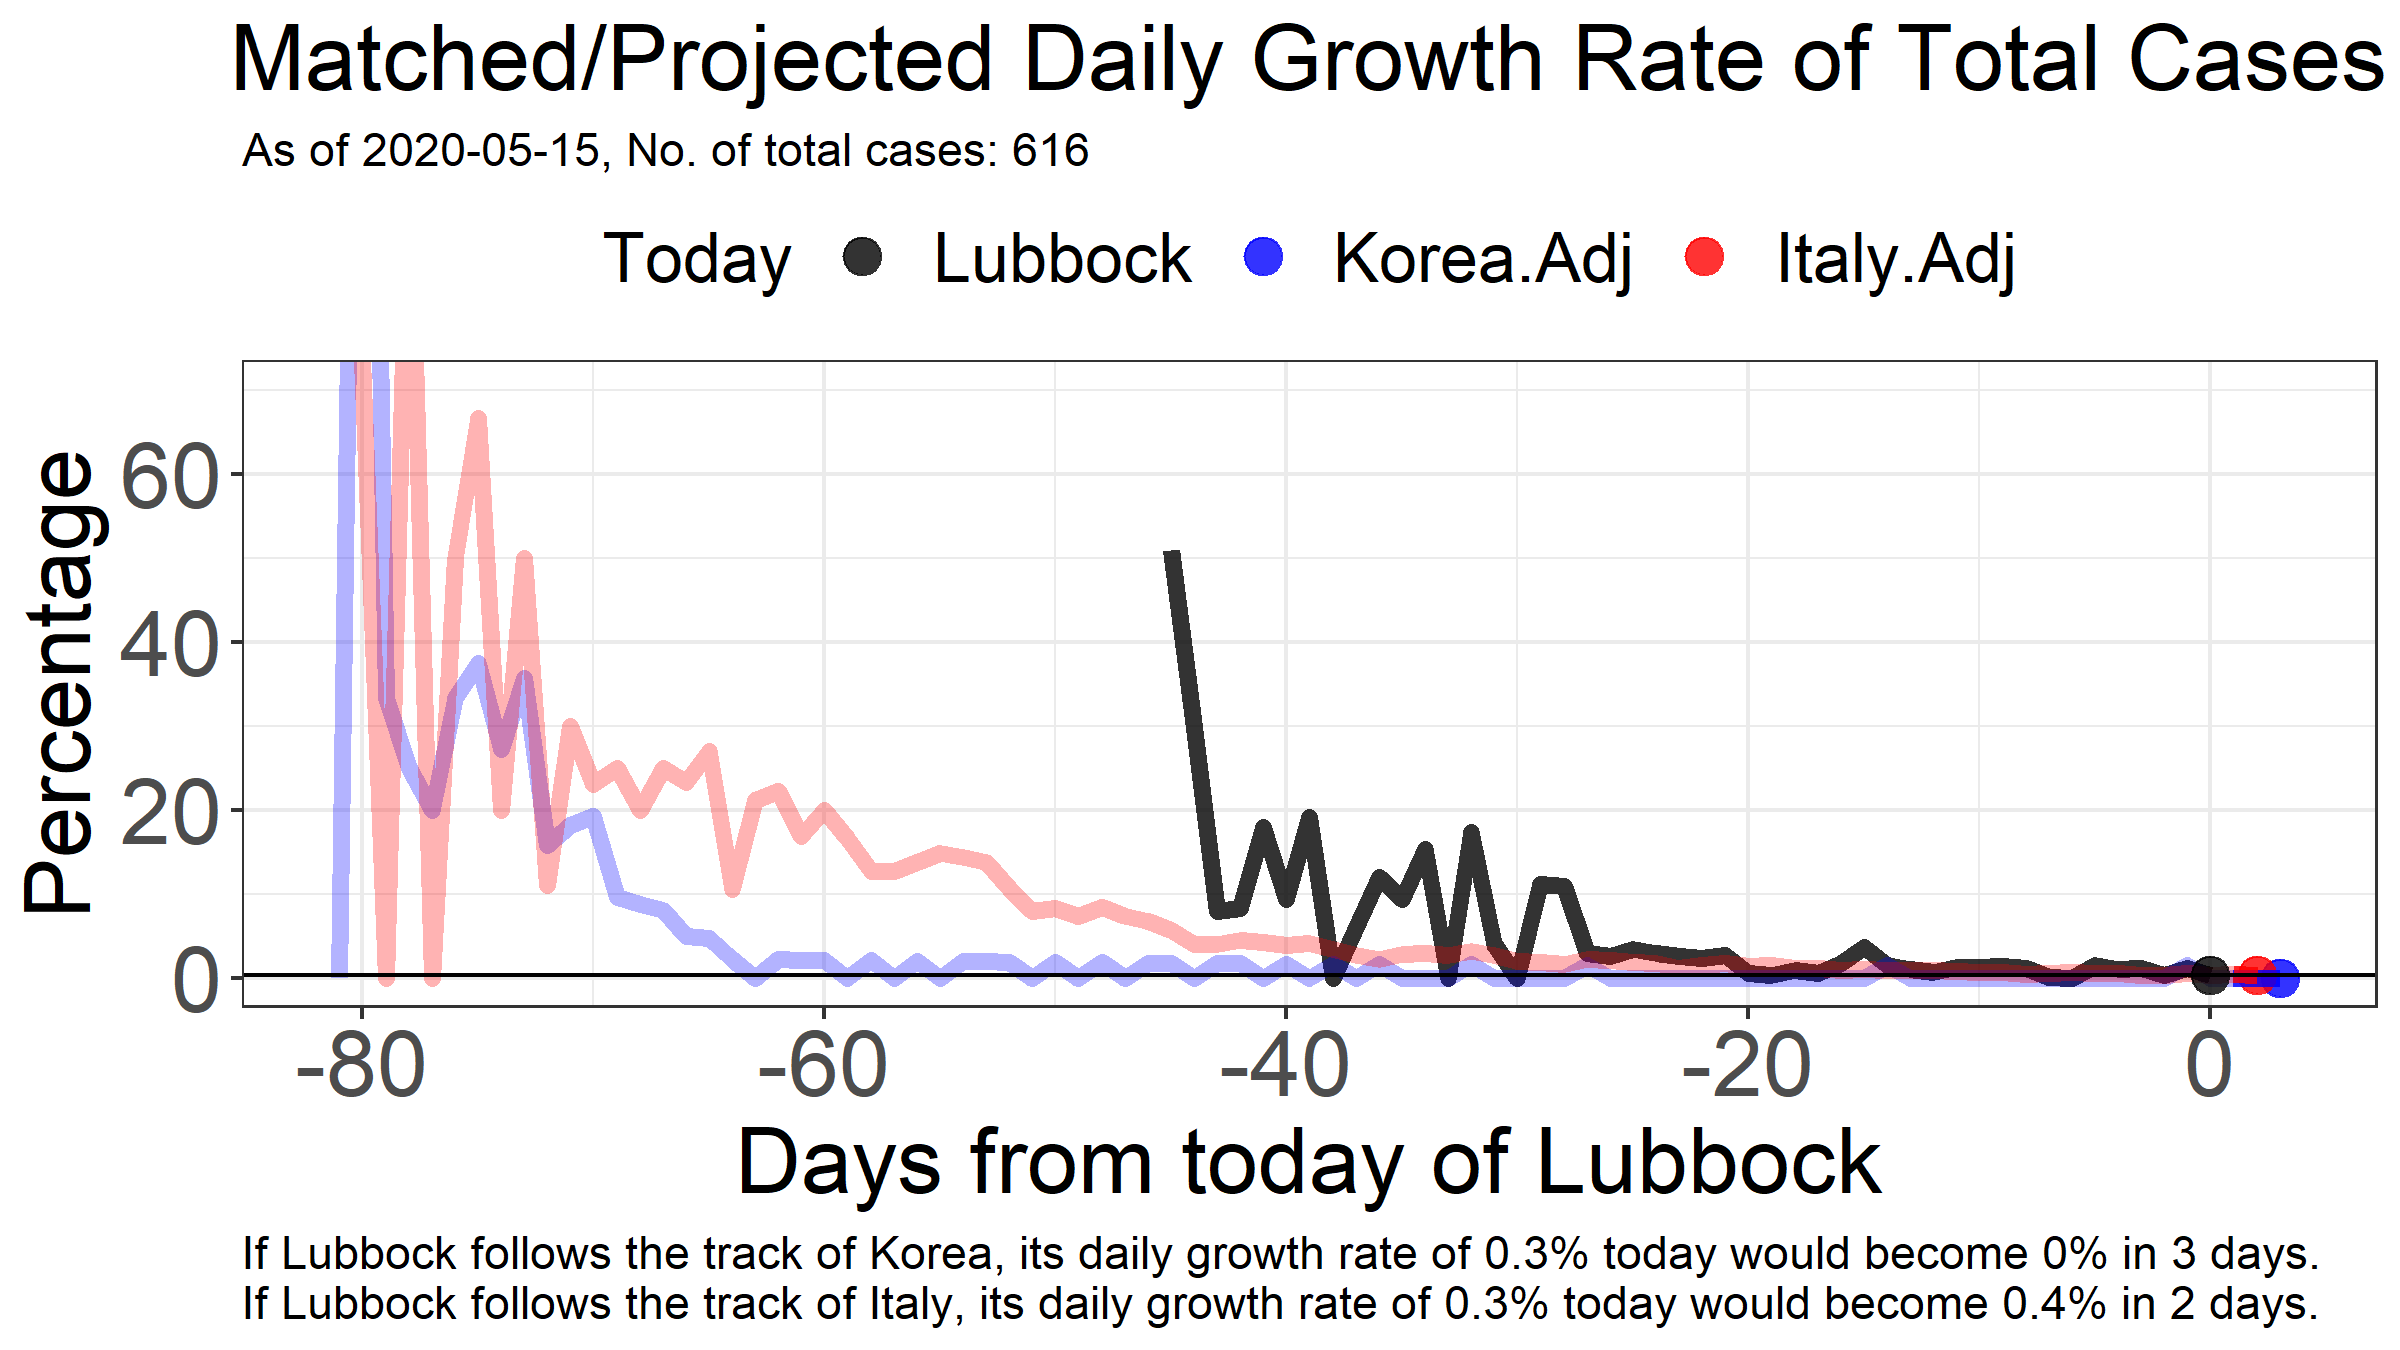 Matched/Projected Daily Growth Rate of Total Cases
As of 2020-05-15, No. of total cases: 616
Today Lubbock Korea.Adj Italy.Adj
Percentage
60
40
20
0
-80 -60 -40 -20 0
Days from today of Lubbock
If Lubbock follows the track of Korea, its daily growth rate of 0.3% today would become 0% in 3 days.
If Lubbock follows the track of Italy, its daily growth rate of 0.3% today would become 0.4% in 2 days.